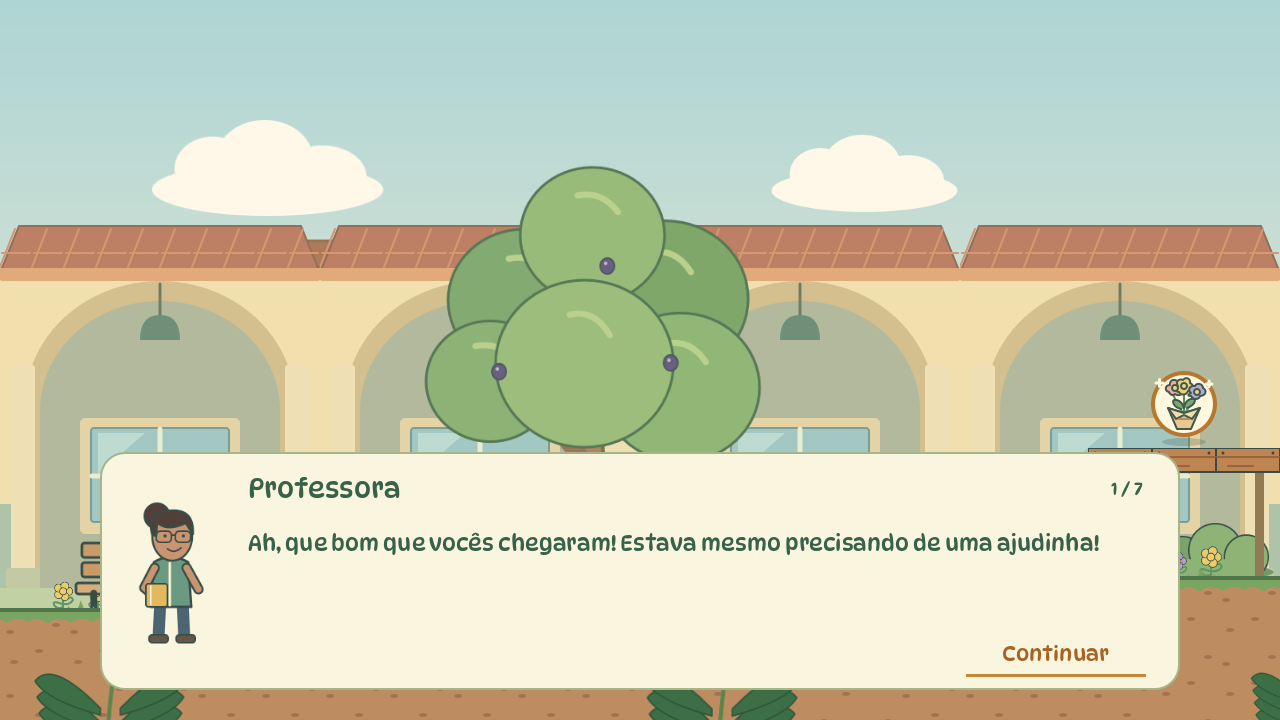 Professora
1/7
Ah, que bom que vocês chegaram! Estava mesmo precisando de uma ajudinha!
Continuar